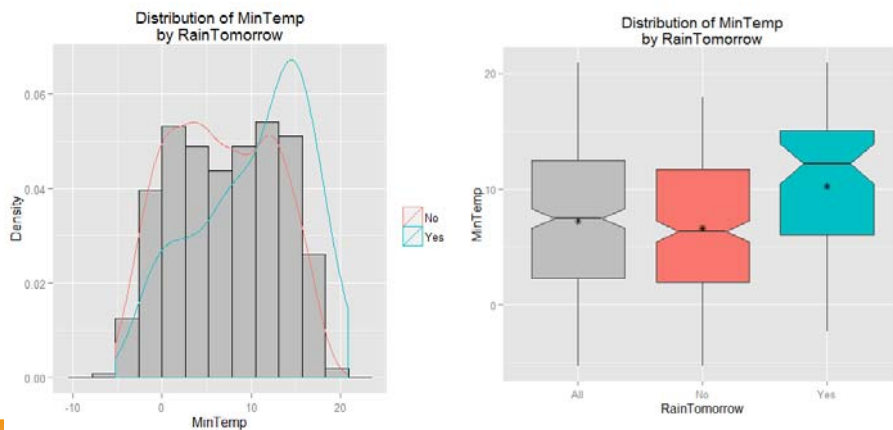 Distribution of MinTemp
by RainTomorrow
Density
0.06
0.04
0.02
0.00
-10
0
10
20
MinTemp
No
Yes
Distribution of MinTemp
by RainTomorrow
MinTemp
20
10
0
All
No
Yes
RainTomorrow